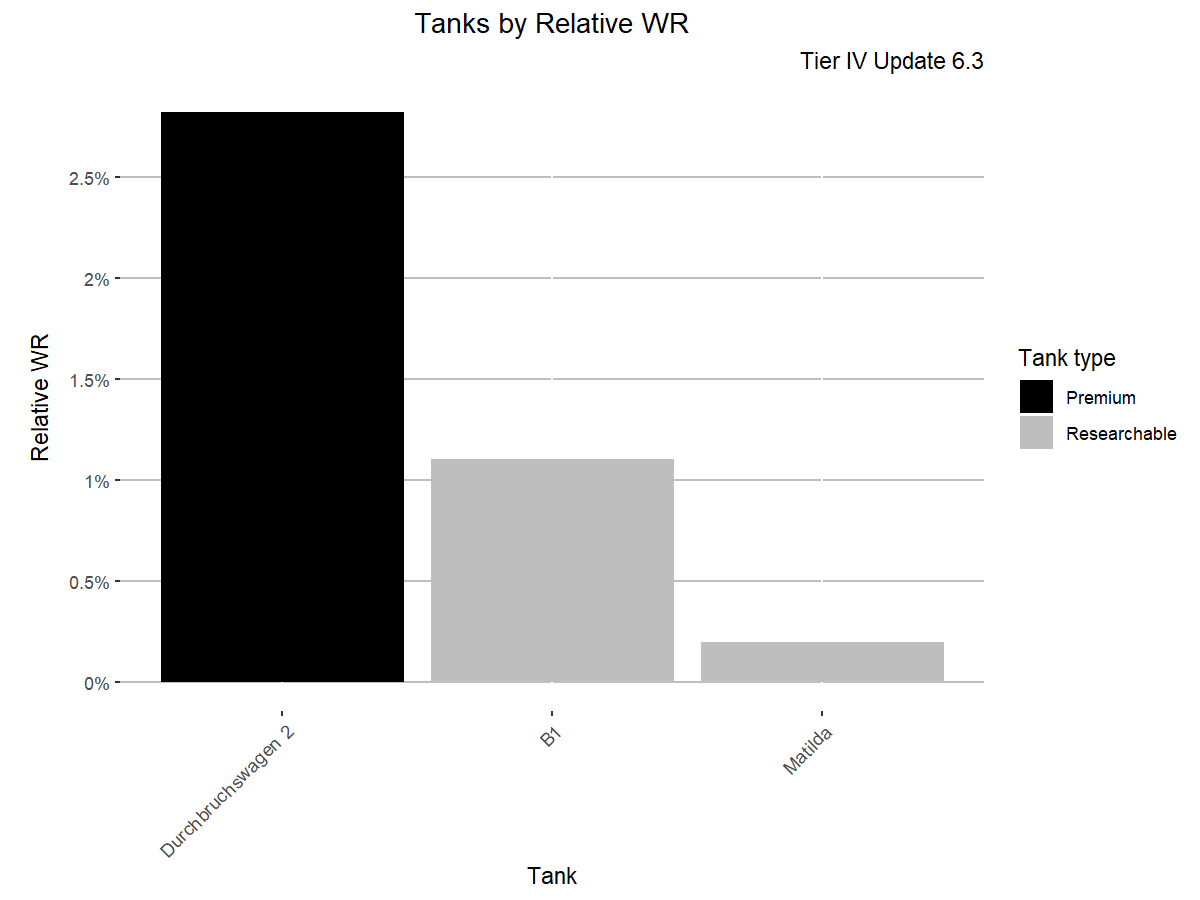 Tanks by Relative WR
Tier IV Update 6.3
Relative WR
2.5%
2%
1.5%
1%
0.5%
0%
Durchbruchswagen 2
B1
Matilda
Tank
Tank type
Premium
Researchable